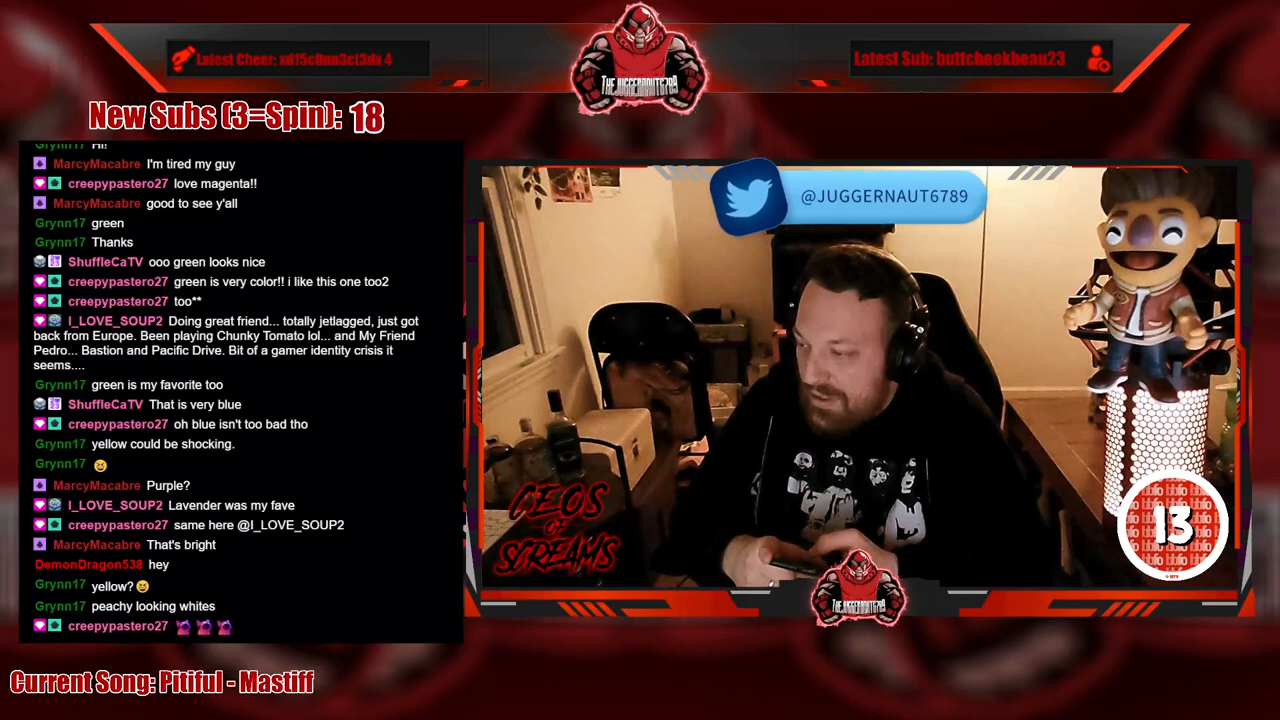 Latest Cheer: xd15c0nn3ct3dx 4
THEJUGGERNAUT6789
Latest Sub: buttcheekbeau23
New Subs (3=Spin): 18
Grynn17 Hi!
MarcyMacabre I'm tired my guy
creepypastero27 love magenta!!
MarcyMacabre good to see y'all
Grynn17 green
Grynn17 Thanks
ShuffleCaTV ooo green looks nice
creepypastero27 green is very color!! i like this one too2
creepypastero27 too**
I_LOVE_SOUP2 Doing great friend... totally jetlagged, just got
back from Europe. Been playing Chunky Tomato lol... and My Friend
Pedro... Bastion and Pacific Drive. Bit of a gamer identity crisis it
seems....
Grynn17 green is my favorite too
ShuffleCaTV That is very blue
creepypastero27 oh blue isn't too bad tho
Grynn17 yellow could be shocking.
Grynn17 😆
MarcyMacabre Purple?
I_LOVE_SOUP2 Lavender was my fave
creepypastero27 same here @I_LOVE_SOUP2
MarcyMacabre That's bright
DemonDragon538 hey
Grynn17 yellow?😆
Grynn17 peachy looking whites
creepypastero27
@JUGGERNAUT6789
CEOS
OF
SCREAMS
13
THEJUGGERNAUT6789
Current Song: Pitiful - Mastiff